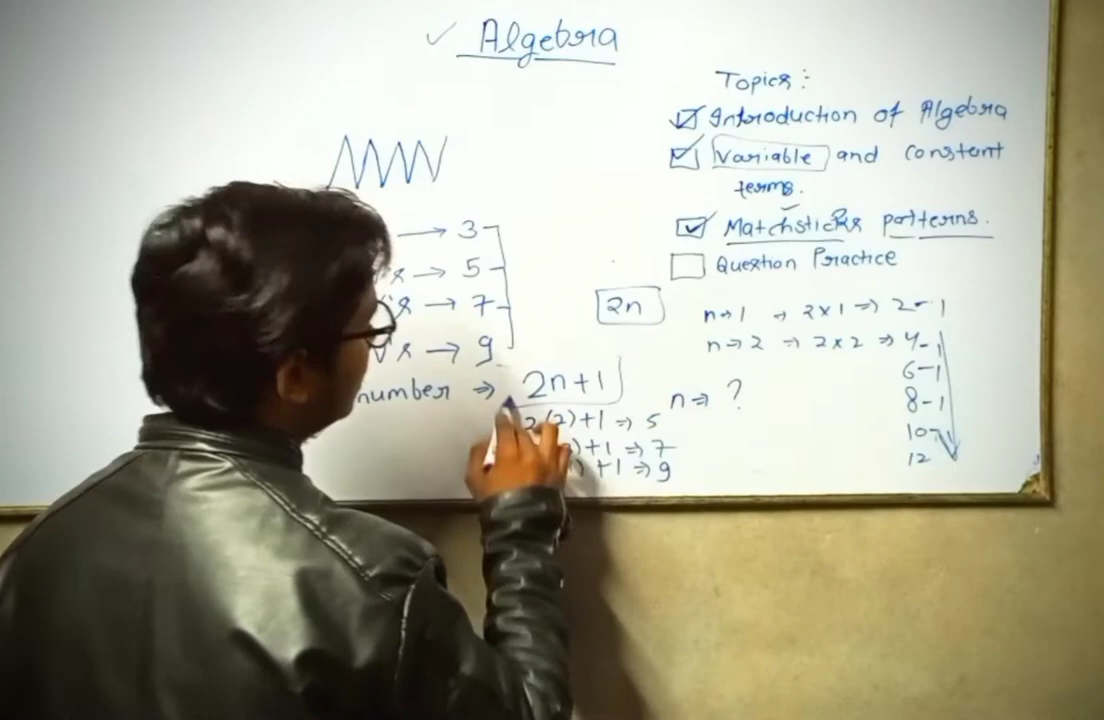 ✓ Algebra
Topics :
☑ Introduction of Algebra
☑ Variable and constant
terms.
☑ Matchsticks patterns.
☐ Question Practice
→ 3
's → 5
's → 7
's → 9
number ⇒ 2n+1
2(2)+1 ⇒ 5
)+1 ⇒ 7
) +1 ⇒ 9
2n
n→1 → 2×1 ⇒ 2-1
n⇒2 ⇒ 2×2 ⇒ 4-1
6-1
8-1
10-
12
n⇒ ?